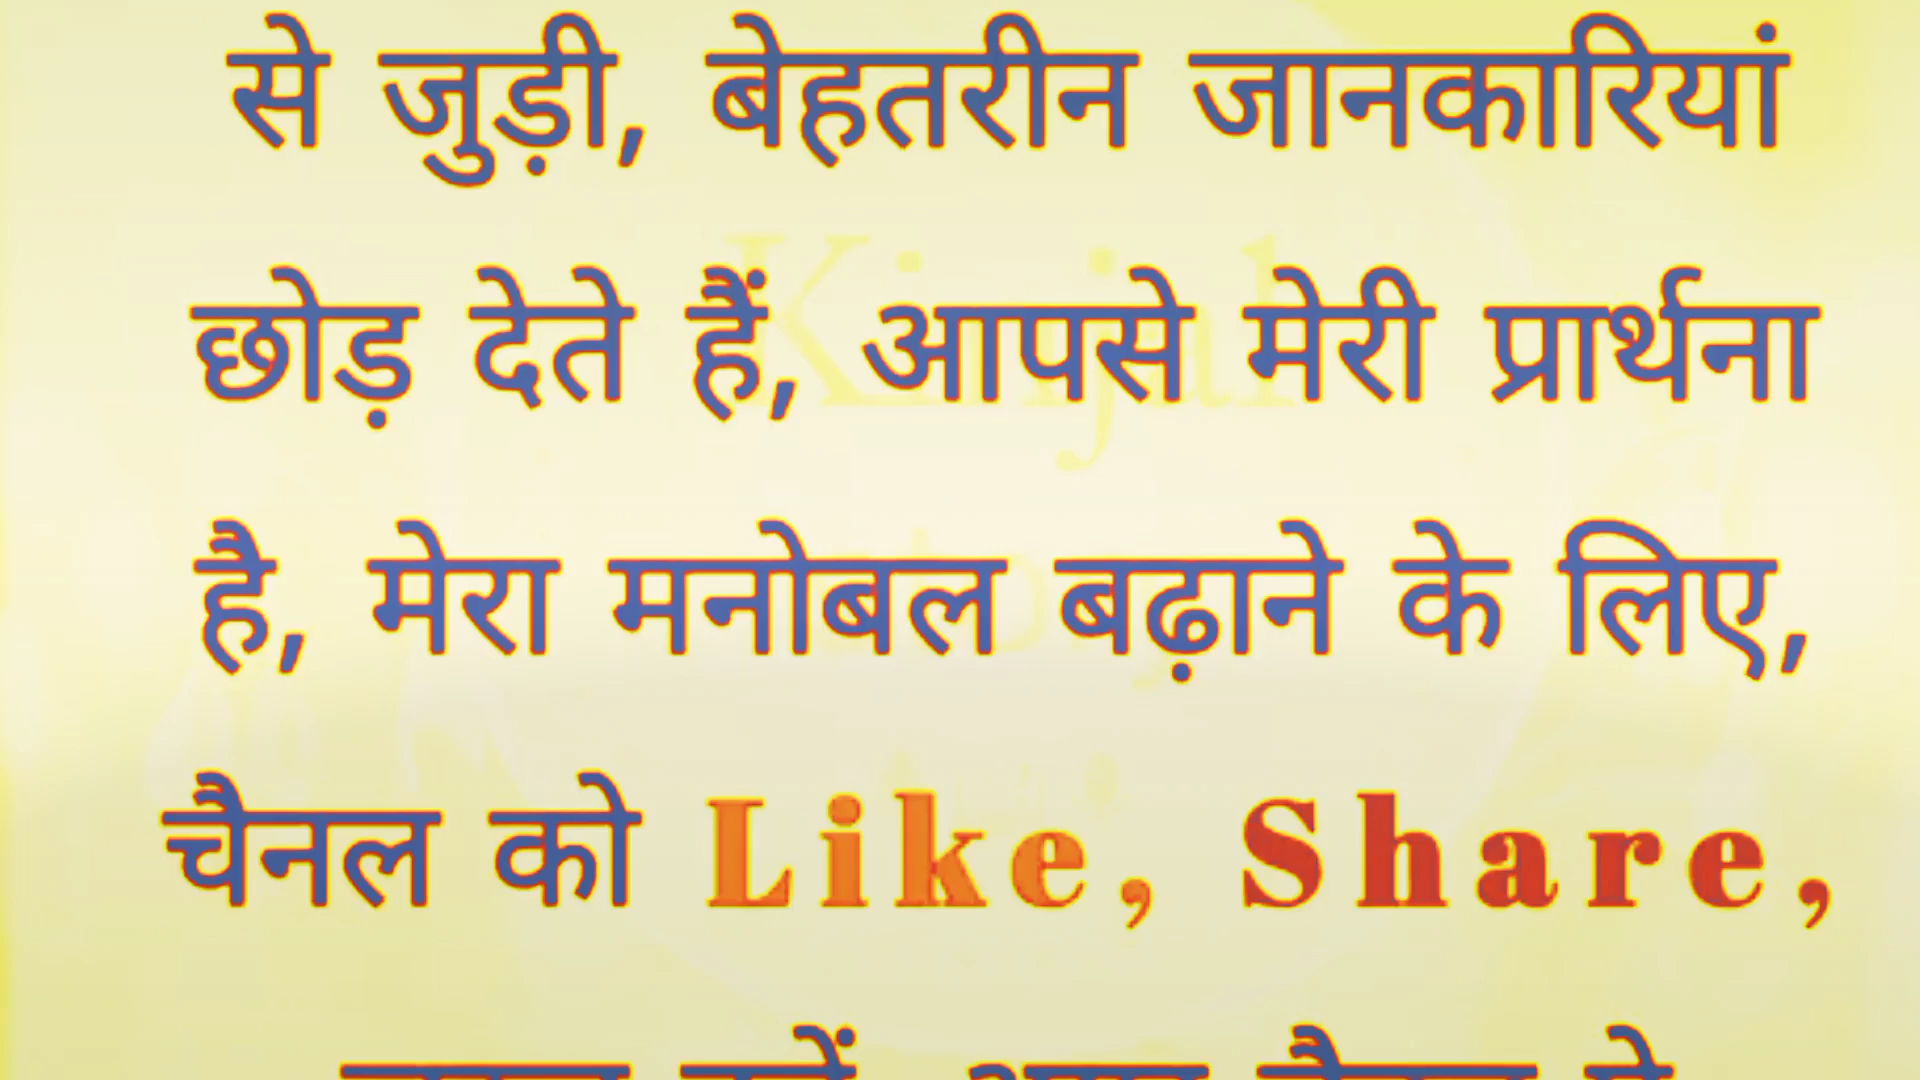 से जुड़ी, बेहतरीन जानकारियां
छोड़ देते हैं, आपसे मेरी प्रार्थना
है, मेरा मनोबल बढ़ाने के लिए,
चैनल को Like, Share,